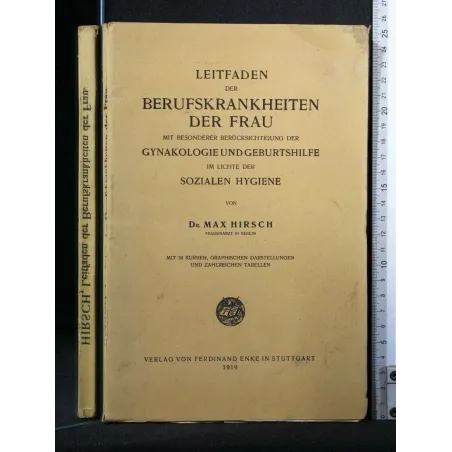 LEITFADEN
DER
BERUFSKRANKHEITEN
DER FRAU
MIT BESONDERER BERÜCKSICHTIGUNG DER
GYNAKOLOGIE UND GEBURTSHILFE
IM LICHTE DER
SOZIALEN HYGIENE
VON
DR. MAX HIRSCH
FRAUENARZT IN BERLIN
KURVEN, GRAPHISCHEN DARSTELLUNGEN
UND ZAHLREICHEN TABELLEN
VERLAG VON FERDINAND ENKE IN STUTTGART
1919
HIRSCH, Leitfaden der Berufskrankheiten der Frau.